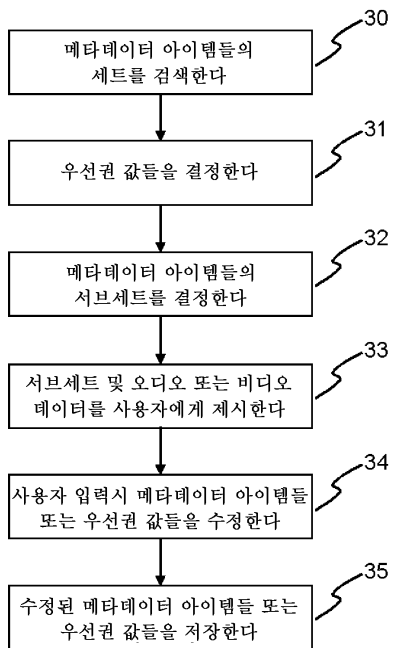 30
메타데이터 아이템들의
세트를 검색한다
31
우선권 값들을 결정한다
32
메타데이터 아이템들의
서브세트를 결정한다
33
서브세트 및 오디오 또는 비디오
데이터를 사용자에게 제시한다
34
사용자 입력시 메타데이터 아이템들
또는 우선권 값들을 수정한다
35
수정된 메타데이터 아이템들 또는
우선권 값들을 저장한다